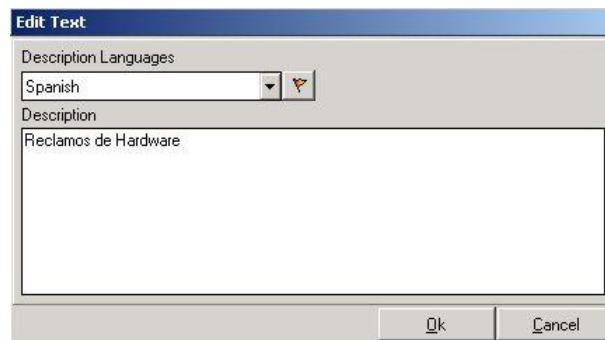 Edit Text
Description Languages
Spanish
Description
Reclamos de Hardware
Ok
Cancel